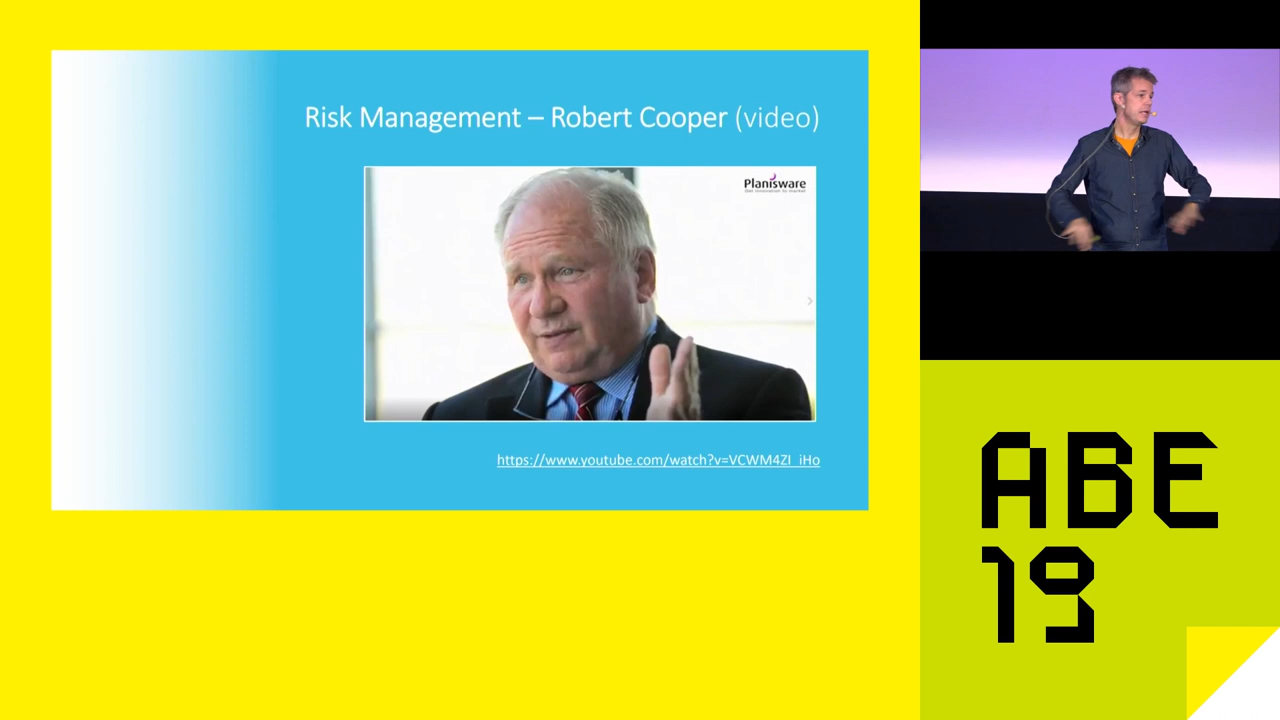 Risk Management – Robert Cooper (video)
Planisware
https://www.youtube.com/watch?v=VCWM4ZI_iHo
ABE
19